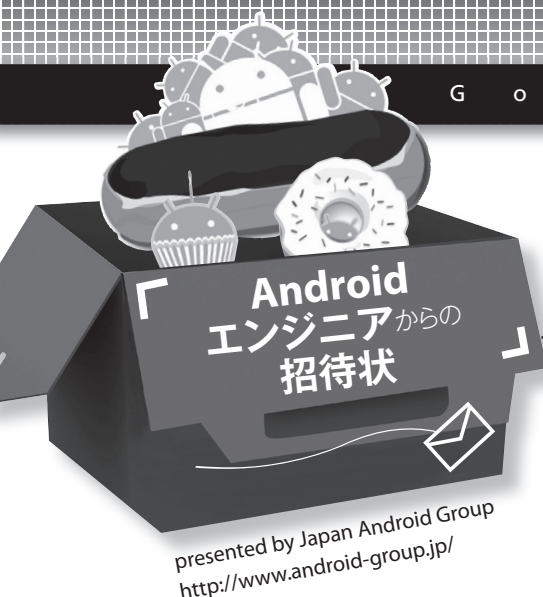 G o
Android
エンジニアからの
招待状
presented by Japan Android Group
http://www.android-group.jp/